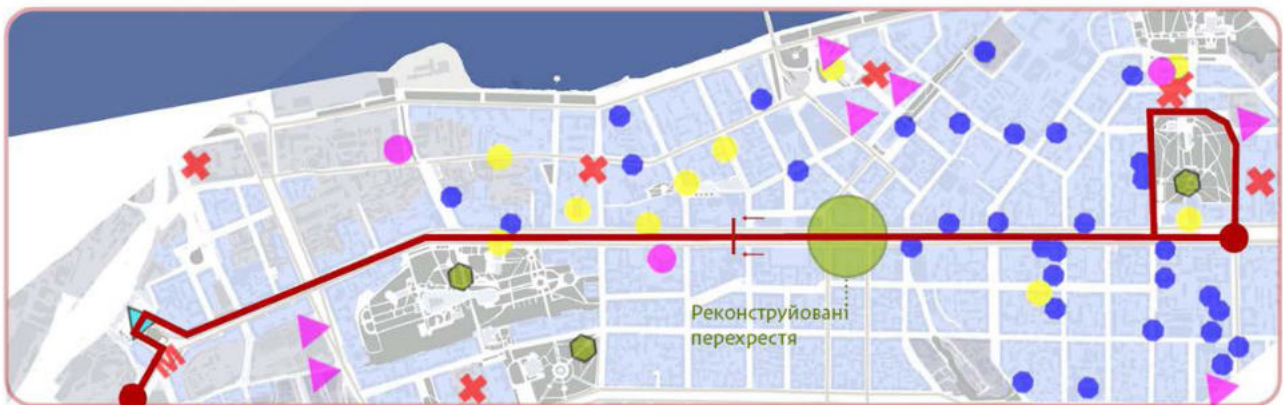 Реконструйовані
перехрестя
М